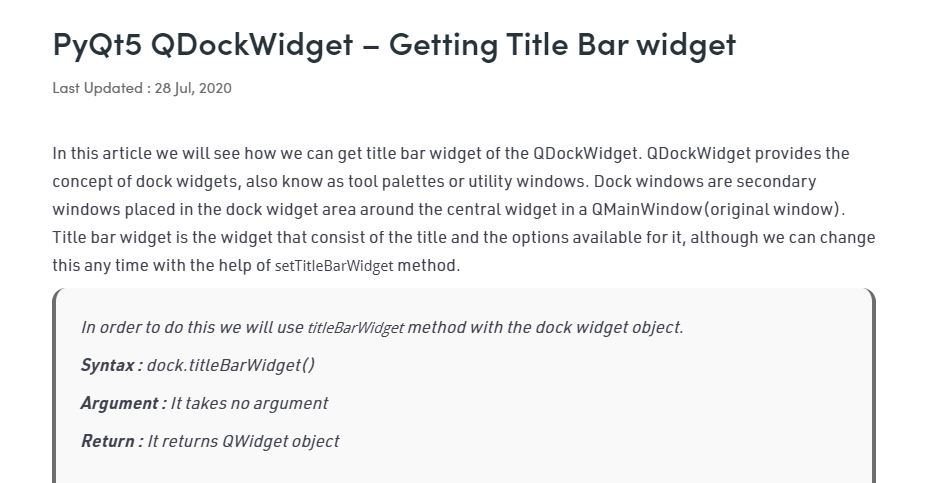 PyQt5 QDockWidget – Getting Title Bar widget
Last Updated : 28 Jul, 2020
In this article we will see how we can get title bar widget of the QDockWidget. QDockWidget provides the
concept of dock widgets, also know as tool palettes or utility windows. Dock windows are secondary
windows placed in the dock widget area around the central widget in a QMainWindow(original window).
Title bar widget is the widget that consist of the title and the options available for it, although we can change
this any time with the help of setTitleBarWidget method.
In order to do this we will use titleBarWidget method with the dock widget object.
Syntax : dock.titleBarWidget()
Argument : It takes no argument
Return : It returns QWidget object